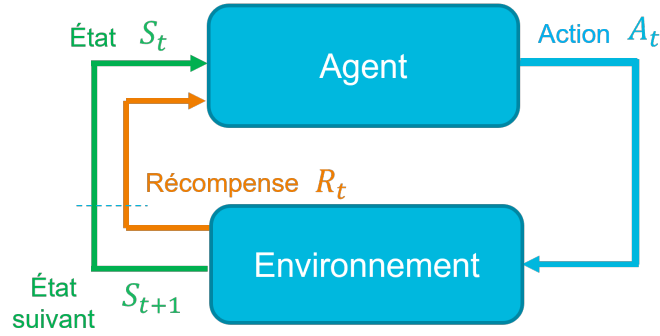 État S_t
Action A_t
Agent
Récompense R_t
Environnement
État
suivant S_{t+1}